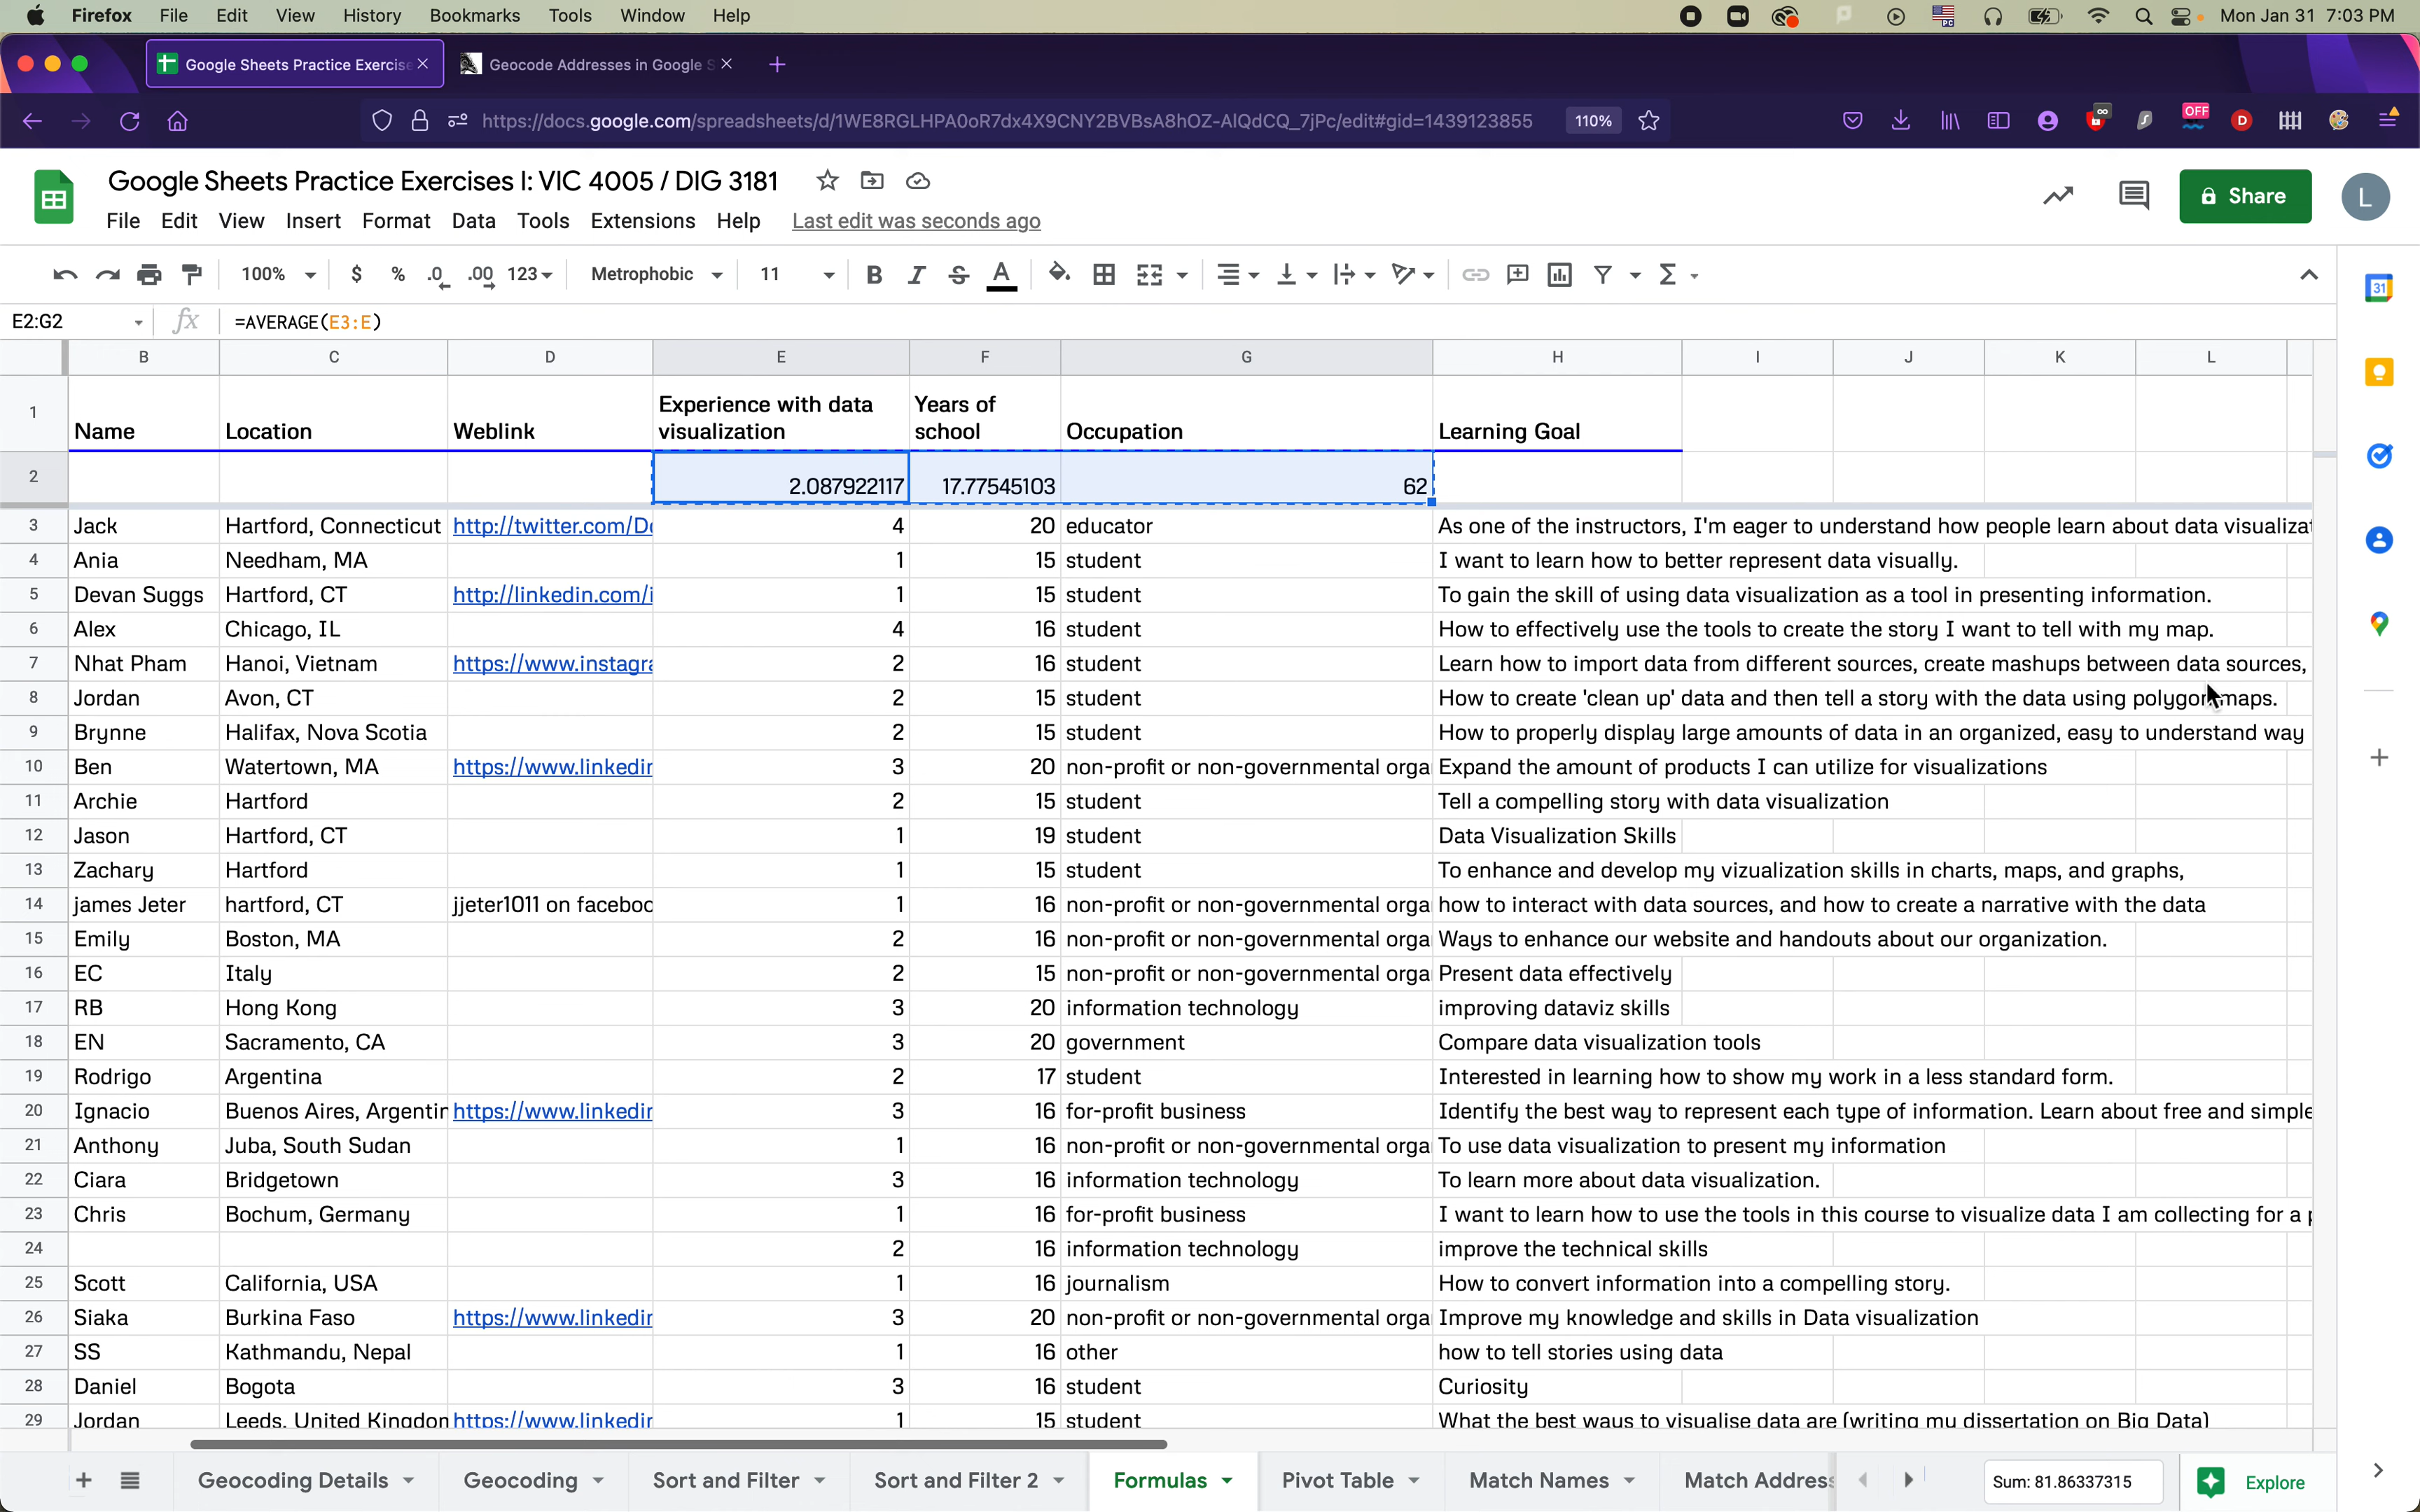 Firefox File Edit View History Bookmarks Tools Window Help Mon Jan 31 7:03 PM
Google Sheets Practice Exercise Geocode Addresses in Google S
https://docs.google.com/spreadsheets/d/1WE8RGLHPA0oR7dx4X9CNY2BVBsA8hOZ-AIQdCQ_7jPc/edit#gid=1439123855 110% OFF
Google Sheets Practice Exercises I: VIC 4005 / DIG 3181
File Edit View Insert Format Data Tools Extensions Help Last edit was seconds ago Share L
100% $ % .0 .00 123 Metrophobic 11 B I S A Σ 31
E2:G2 fx =AVERAGE(E3:E)
B C D E F G H I J K L
1 Name Location Weblink Experience with data visualization Years of school Occupation Learning Goal
2 2.087922117 17.77545103 62
3 Jack Hartford, Connecticut http://twitter.com/D 4 20 educator As one of the instructors, I'm eager to understand how people learn about data visualizat
4 Ania Needham, MA 1 15 student I want to learn how to better represent data visually.
5 Devan Suggs Hartford, CT http://linkedin.com/i 1 15 student To gain the skill of using data visualization as a tool in presenting information.
6 Alex Chicago, IL 4 16 student How to effectively use the tools to create the story I want to tell with my map.
7 Nhat Pham Hanoi, Vietnam https://www.instagra 2 16 student Learn how to import data from different sources, create mashups between data sources,
8 Jordan Avon, CT 2 15 student How to create 'clean up' data and then tell a story with the data using polygon maps.
9 Brynne Halifax, Nova Scotia 2 15 student How to properly display large amounts of data in an organized, easy to understand way
10 Ben Watertown, MA https://www.linkedin 3 20 non-profit or non-governmental orga Expand the amount of products I can utilize for visualizations
11 Archie Hartford 2 15 student Tell a compelling story with data visualization
12 Jason Hartford, CT 1 19 student Data Visualization Skills
13 Zachary Hartford 1 15 student To enhance and develop my vizualization skills in charts, maps, and graphs,
14 james Jeter hartford, CT jjeter1011 on faceboo 1 16 non-profit or non-governmental orga how to interact with data sources, and how to create a narrative with the data
15 Emily Boston, MA 2 16 non-profit or non-governmental orga Ways to enhance our website and handouts about our organization.
16 EC Italy 2 15 non-profit or non-governmental orga Present data effectively
17 RB Hong Kong 3 20 information technology improving dataviz skills
18 EN Sacramento, CA 3 20 government Compare data visualization tools
19 Rodrigo Argentina 2 17 student Interested in learning how to show my work in a less standard form.
20 Ignacio Buenos Aires, Argentin https://www.linkedin 3 16 for-profit business Identify the best way to represent each type of information. Learn about free and simple
21 Anthony Juba, South Sudan 1 16 non-profit or non-governmental orga To use data visualization to present my information
22 Ciara Bridgetown 3 16 information technology To learn more about data visualization.
23 Chris Bochum, Germany 1 16 for-profit business I want to learn how to use the tools in this course to visualize data I am collecting for a p
24 2 16 information technology improve the technical skills
25 Scott California, USA 1 16 journalism How to convert information into a compelling story.
26 Siaka Burkina Faso https://www.linkedin 3 20 non-profit or non-governmental orga Improve my knowledge and skills in Data visualization
27 SS Kathmandu, Nepal 1 16 other how to tell stories using data
28 Daniel Bogota 3 16 student Curiosity
29 Jordan Leeds, United Kingdom https://www.linkedin 1 15 student What the best ways to visualise data are (writing my dissertation on Big Data)
Geocoding Details Geocoding Sort and Filter Sort and Filter 2 Formulas Pivot Table Match Names Match Address Sum: 81.86337315 Explore